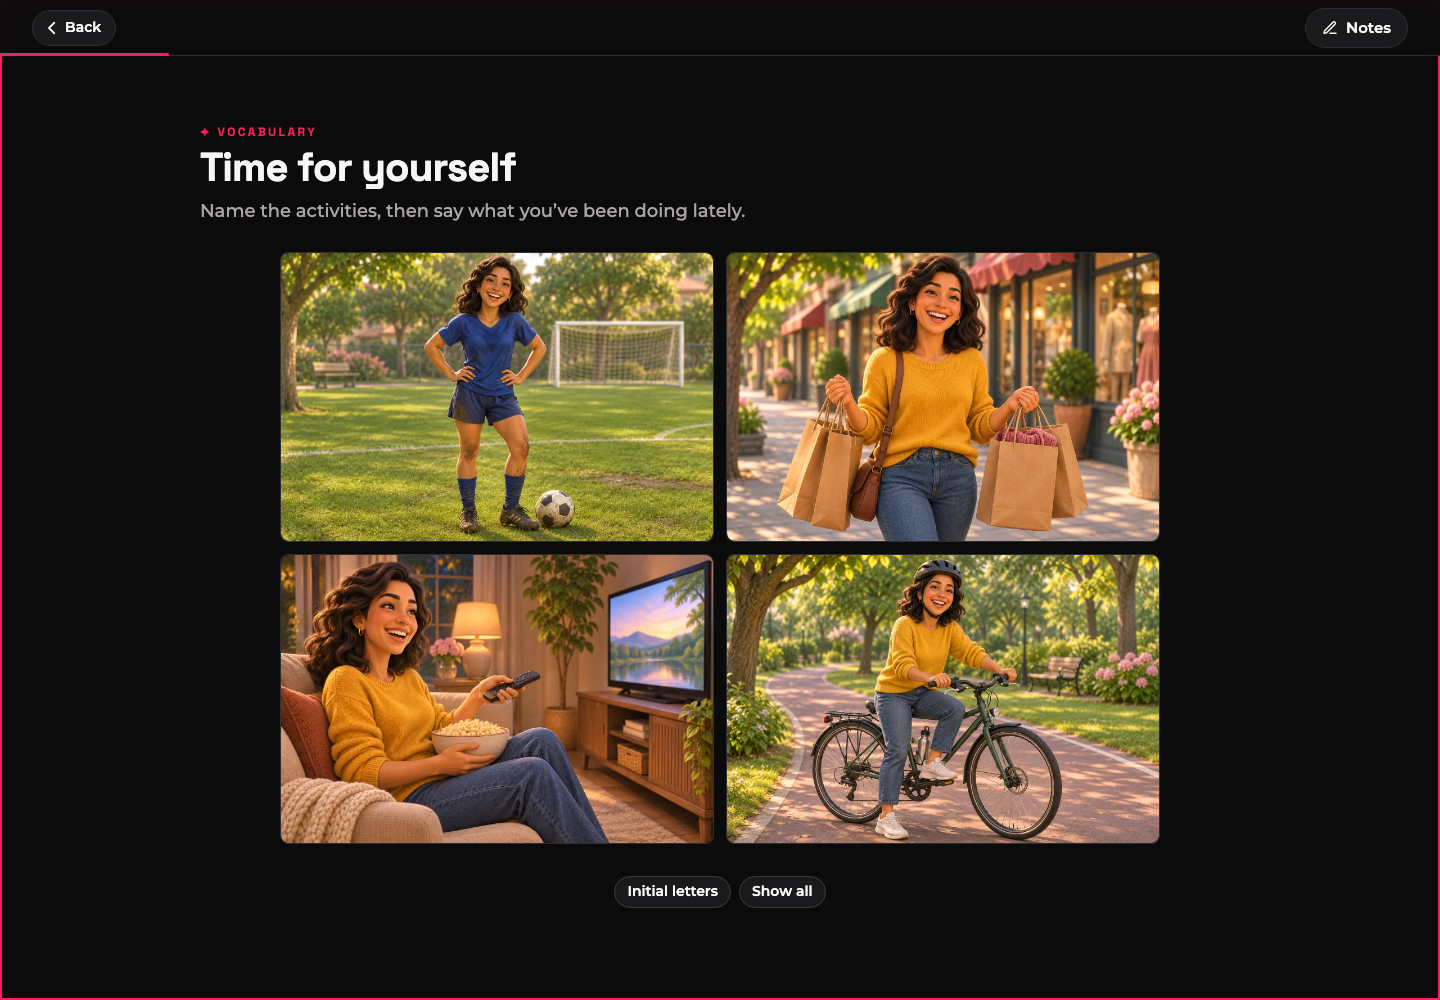 Back
Notes
VOCABULARY
Time for yourself
Name the activities, then say what you've been doing lately.
Initial letters
Show all